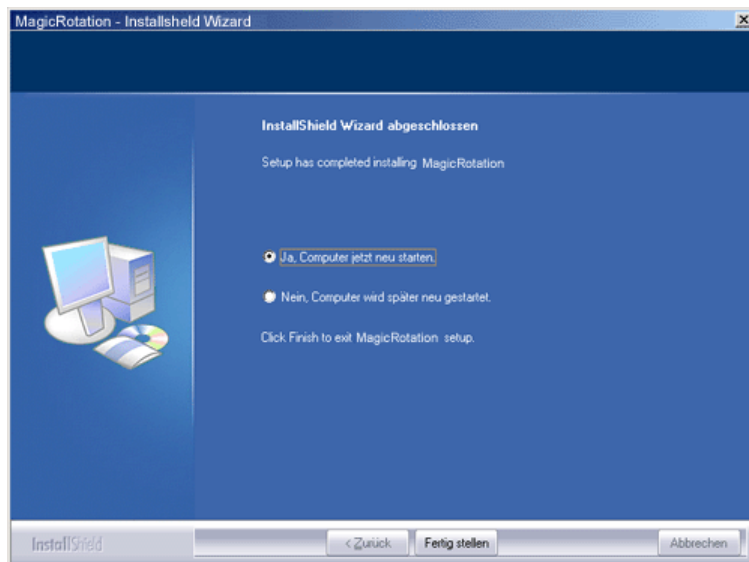 MagicRotation - Installsheld Wizard
InstallShield Wizard abgeschlossen
Setup has completed installing MagicRotation
Ja, Computer jetzt neu starten.
Nein, Computer wird später neu gestartet.
Click Finish to exit MagicRotation setup.
InstallShield
< Zurück
Fertig stellen
Abbrechen